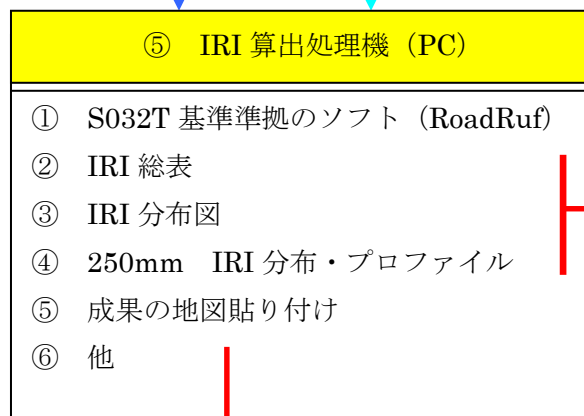 ⑤ IRI 算出処理機（PC）
① S032T 基準準拠のソフト（RoadRuf）
② IRI 総表
③ IRI 分布図
④ 250mm IRI 分布・プロファイル
⑤ 成果の地図貼り付け
⑥ 他